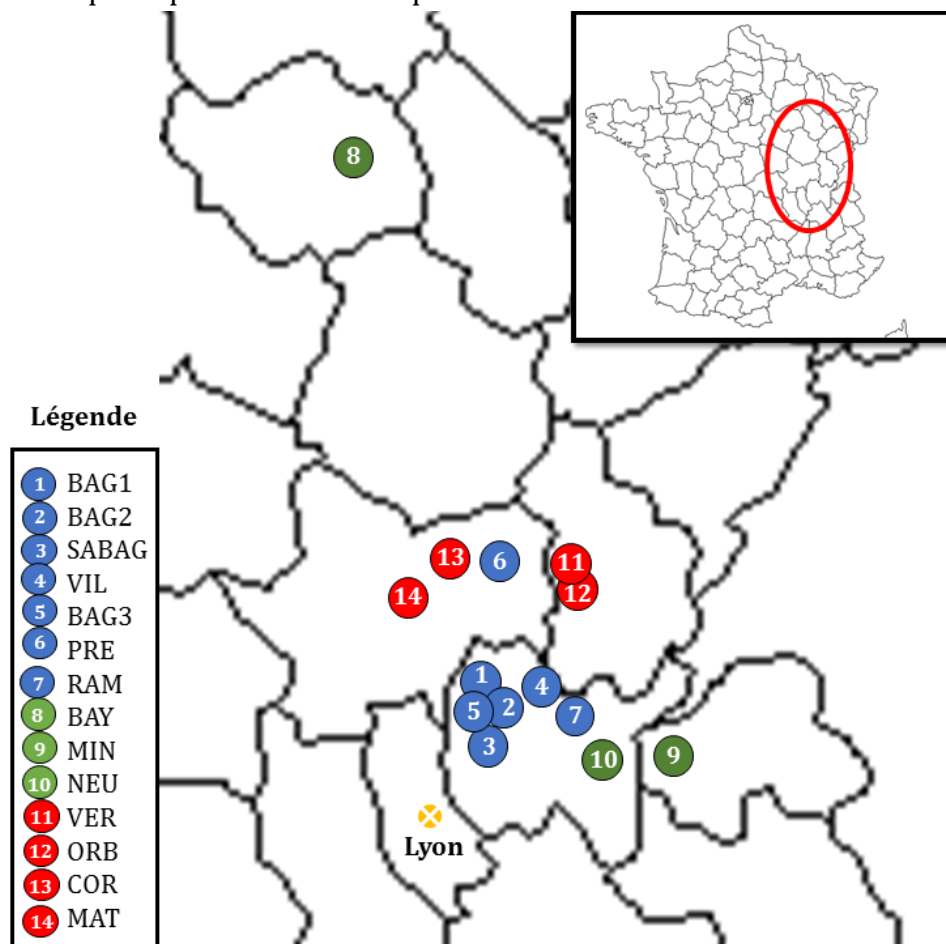 8
Légende
1 BAG1
2 BAG2
3 SABAG
4 VIL
5 BAG3
6 PRE
7 RAM
8 BAY
9 MIN
10 NEU
11 VER
12 ORB
13 COR
14 MAT
13 6 11
14 12
1 4
5 2 7
3 10 9
Lyon